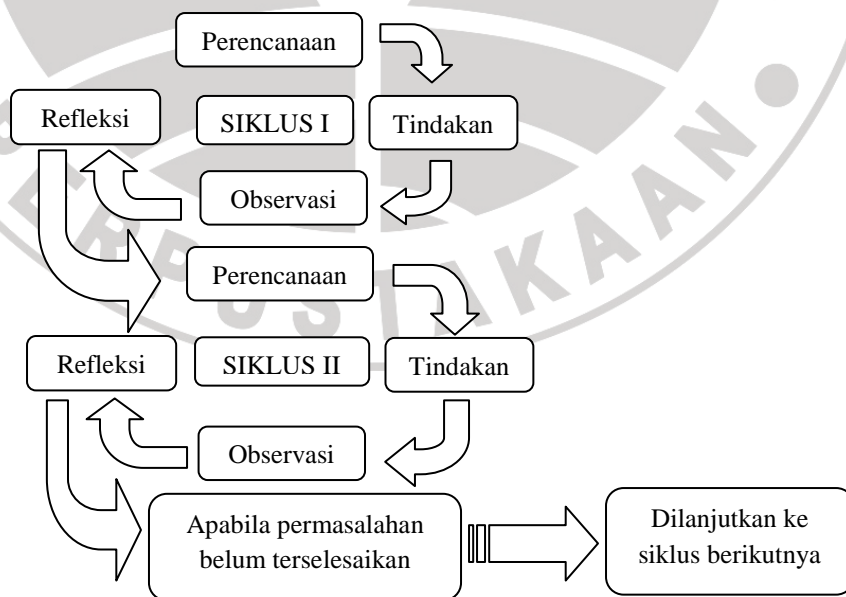 Perencanaan
Refleksi
SIKLUS I
Tindakan
Observasi
Perencanaan
Refleksi
SIKLUS II
Tindakan
Observasi
Apabila permasalahan
belum terselesaikan
Dilanjutkan ke
siklus berikutnya